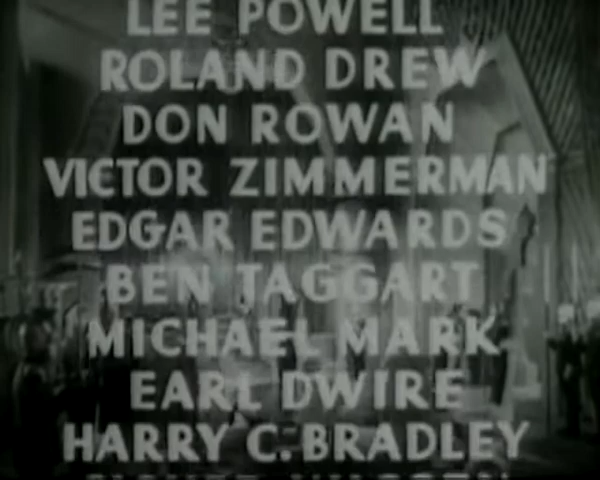 LEE POWELL
ROLAND DREW
DON ROWAN
VICTOR ZIMMERMAN
EDGAR EDWARDS
BEN TAGGART
MICHAEL MARK
EARL DWIRE
HARRY C. BRADLEY